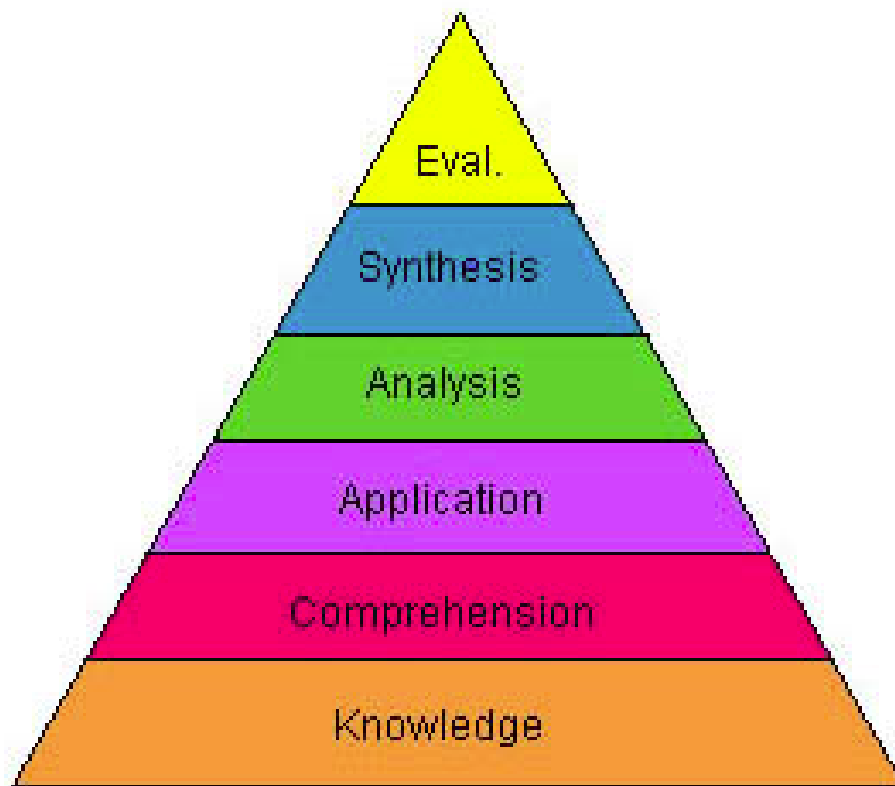 Eval.
Synthesis
Analysis
Application
Comprehension
Knowledge